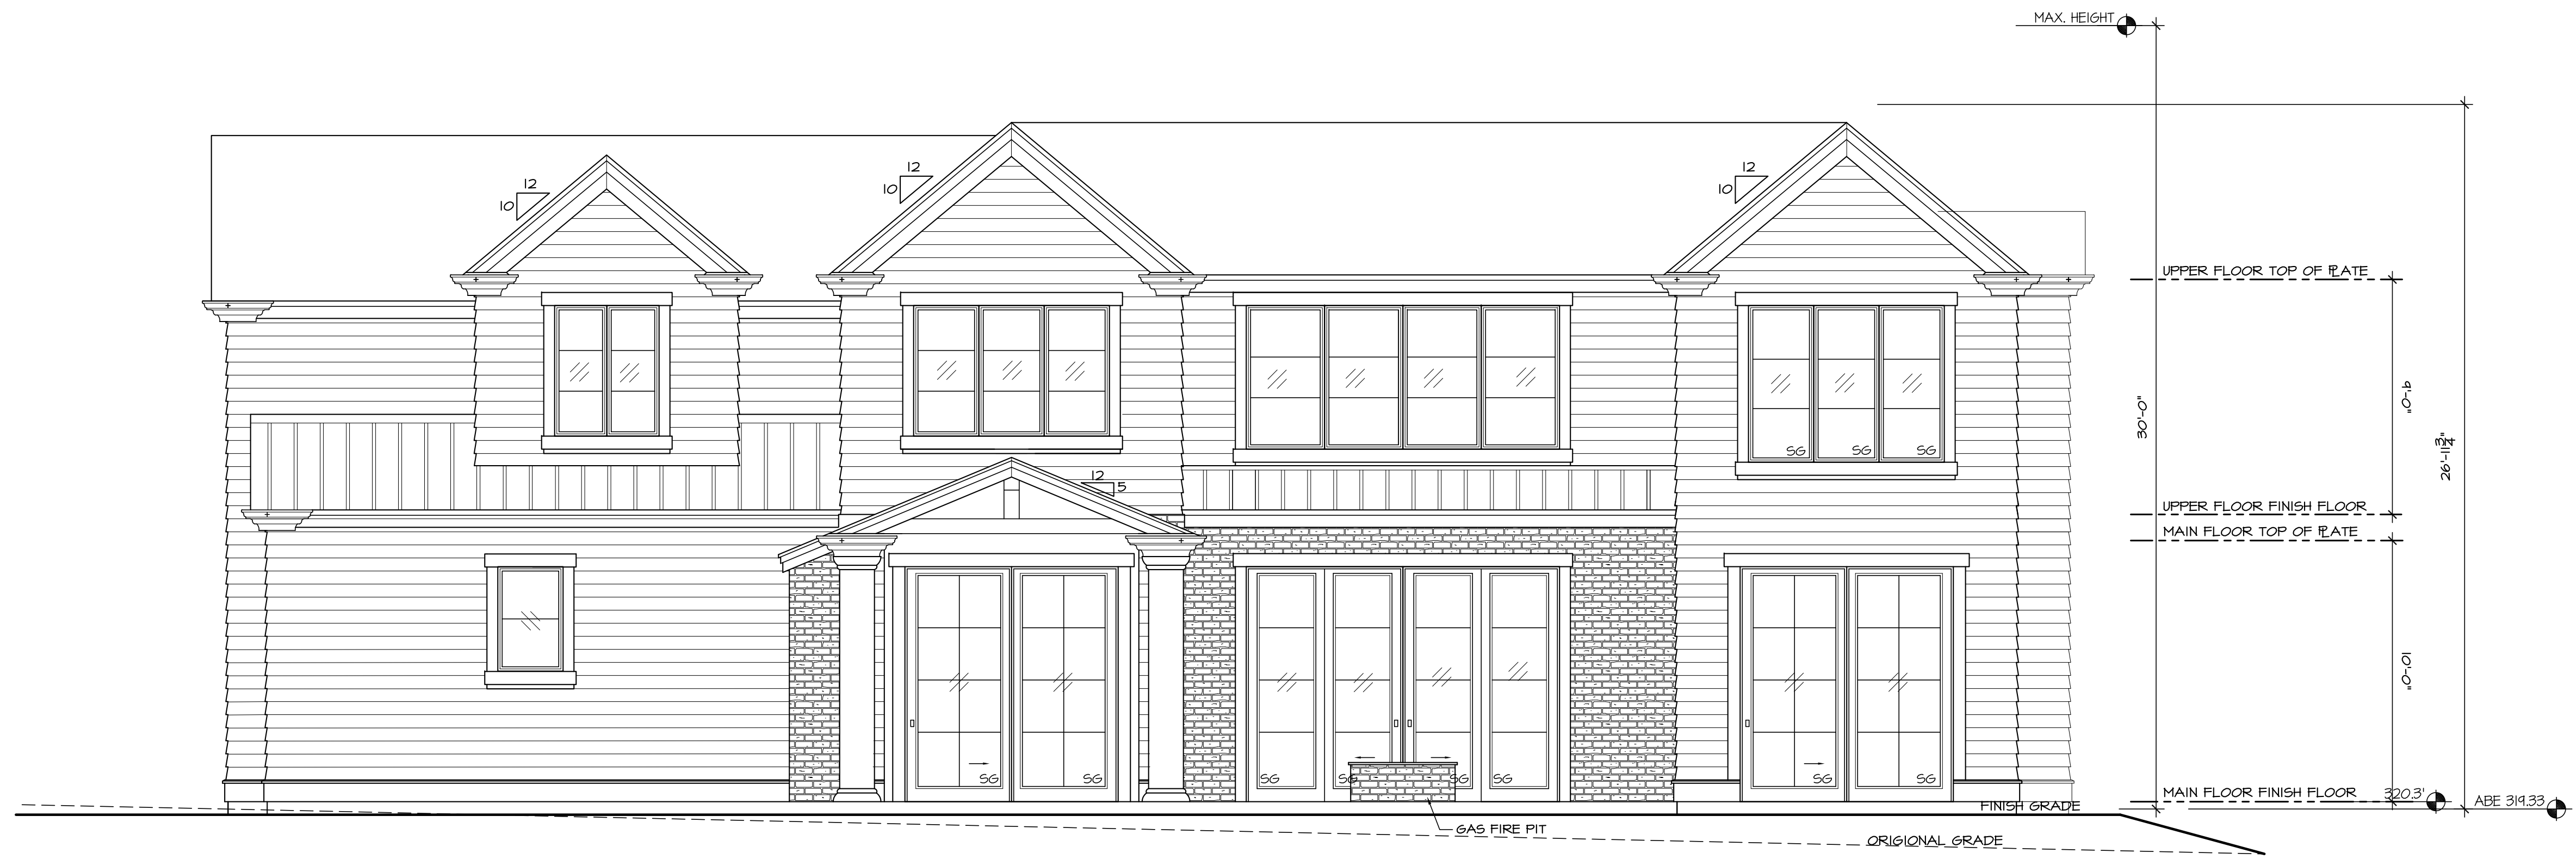 MAX. HEIGHT
12
10
12
10
12
10
UPPER FLOOR TOP OF PLATE
9'-0"
30'-0"
26'-11 3/4"
SG SG SG
12
5
UPPER FLOOR FINISH FLOOR
MAIN FLOOR TOP OF PLATE
10'-0"
SG SG SG SG SG SG SG SG
MAIN FLOOR FINISH FLOOR 320.3'
ABE 319.33
FINISH GRADE
GAS FIRE PIT
ORIGIONAL GRADE